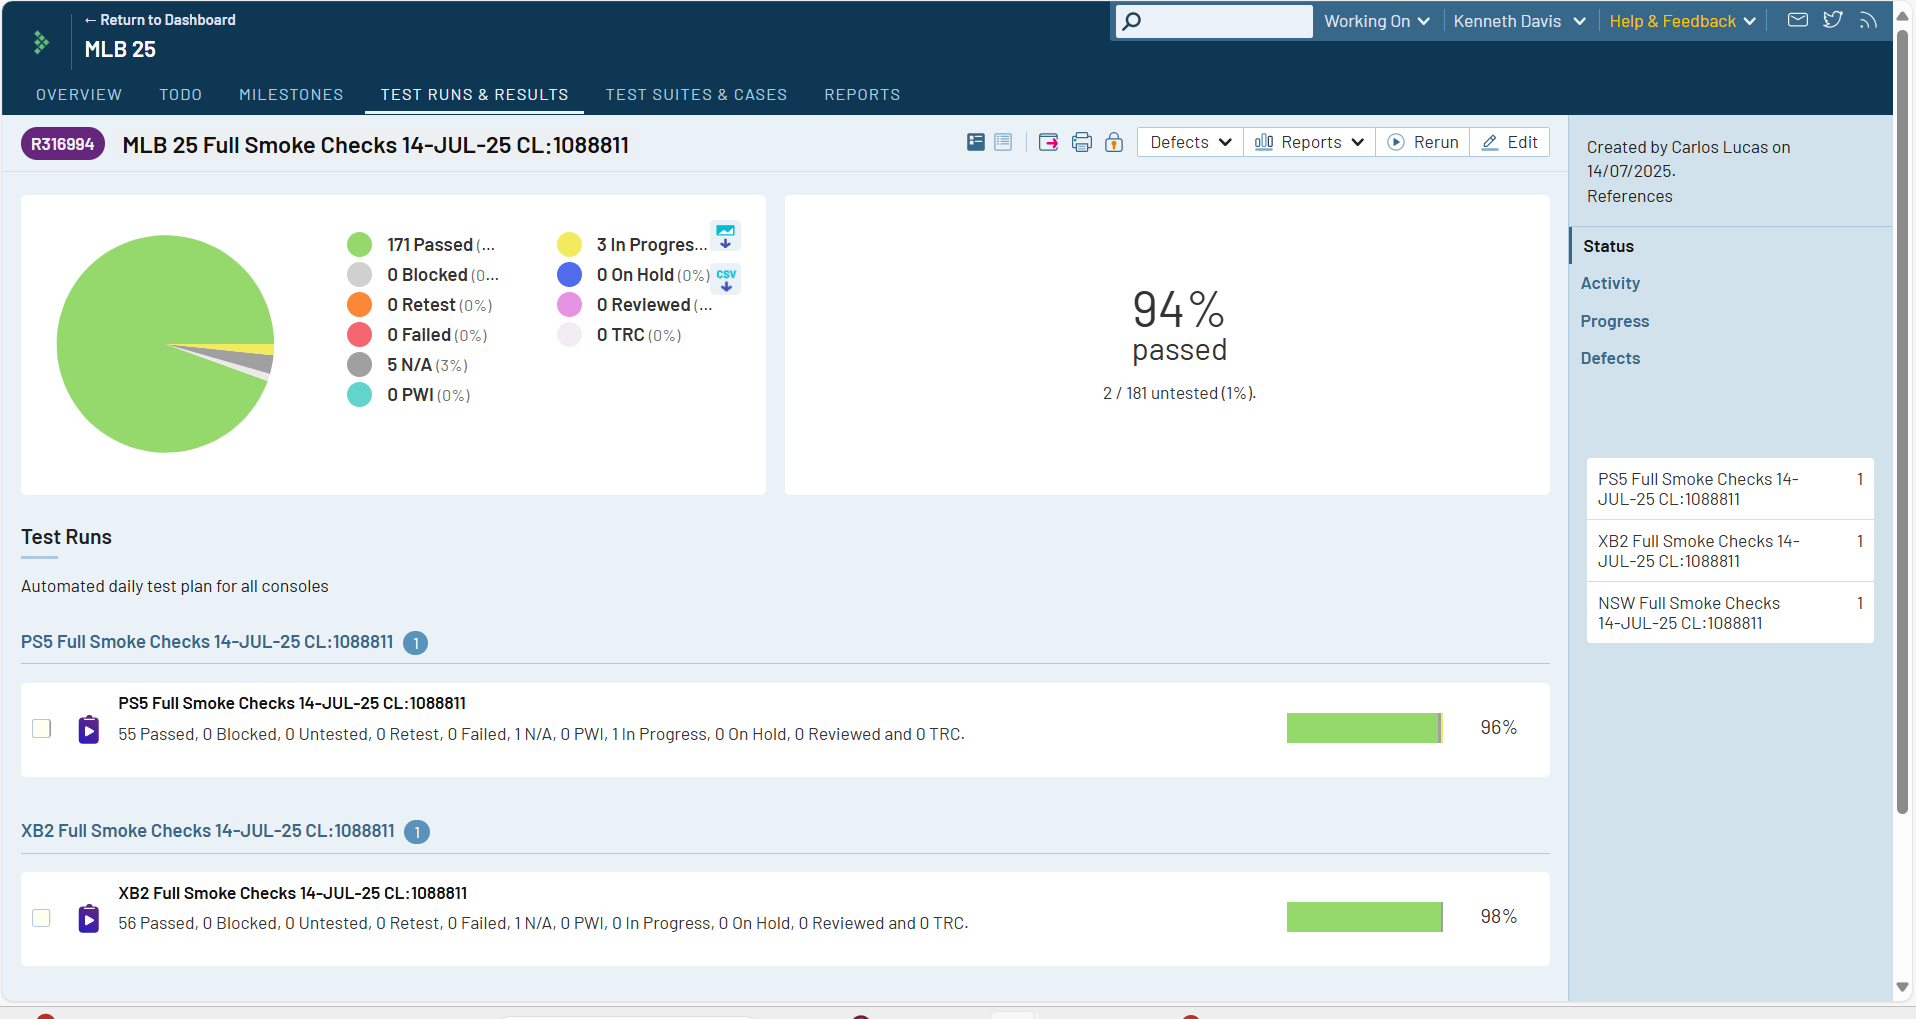 ← Return to Dashboard
MLB 25
Working On
Kenneth Davis
Help & Feedback
OVERVIEW
TODO
MILESTONES
TEST RUNS & RESULTS
TEST SUITES & CASES
REPORTS
R316994
MLB 25 Full Smoke Checks 14-JUL-25 CL:1088811
Defects
Reports
Rerun
Edit
171 Passed (...
0 Blocked (0...
0 Retest (0%)
0 Failed (0%)
5 N/A (3%)
0 PWI (0%)
3 In Progres...
0 On Hold (0%)
0 Reviewed (...
0 TRC (0%)
CSV
94%
passed
2 / 181 untested (1%).
Test Runs
Automated daily test plan for all consoles
PS5 Full Smoke Checks 14-JUL-25 CL:1088811 1
PS5 Full Smoke Checks 14-JUL-25 CL:1088811
55 Passed, 0 Blocked, 0 Untested, 0 Retest, 0 Failed, 1 N/A, 0 PWI, 1 In Progress, 0 On Hold, 0 Reviewed and 0 TRC.
96%
XB2 Full Smoke Checks 14-JUL-25 CL:1088811 1
XB2 Full Smoke Checks 14-JUL-25 CL:1088811
56 Passed, 0 Blocked, 0 Untested, 0 Retest, 0 Failed, 1 N/A, 0 PWI, 0 In Progress, 0 On Hold, 0 Reviewed and 0 TRC.
98%
Created by Carlos Lucas on
14/07/2025.
References
Status
Activity
Progress
Defects
PS5 Full Smoke Checks 14- 1
JUL-25 CL:1088811
XB2 Full Smoke Checks 14- 1
JUL-25 CL:1088811
NSW Full Smoke Checks 1
14-JUL-25 CL:1088811